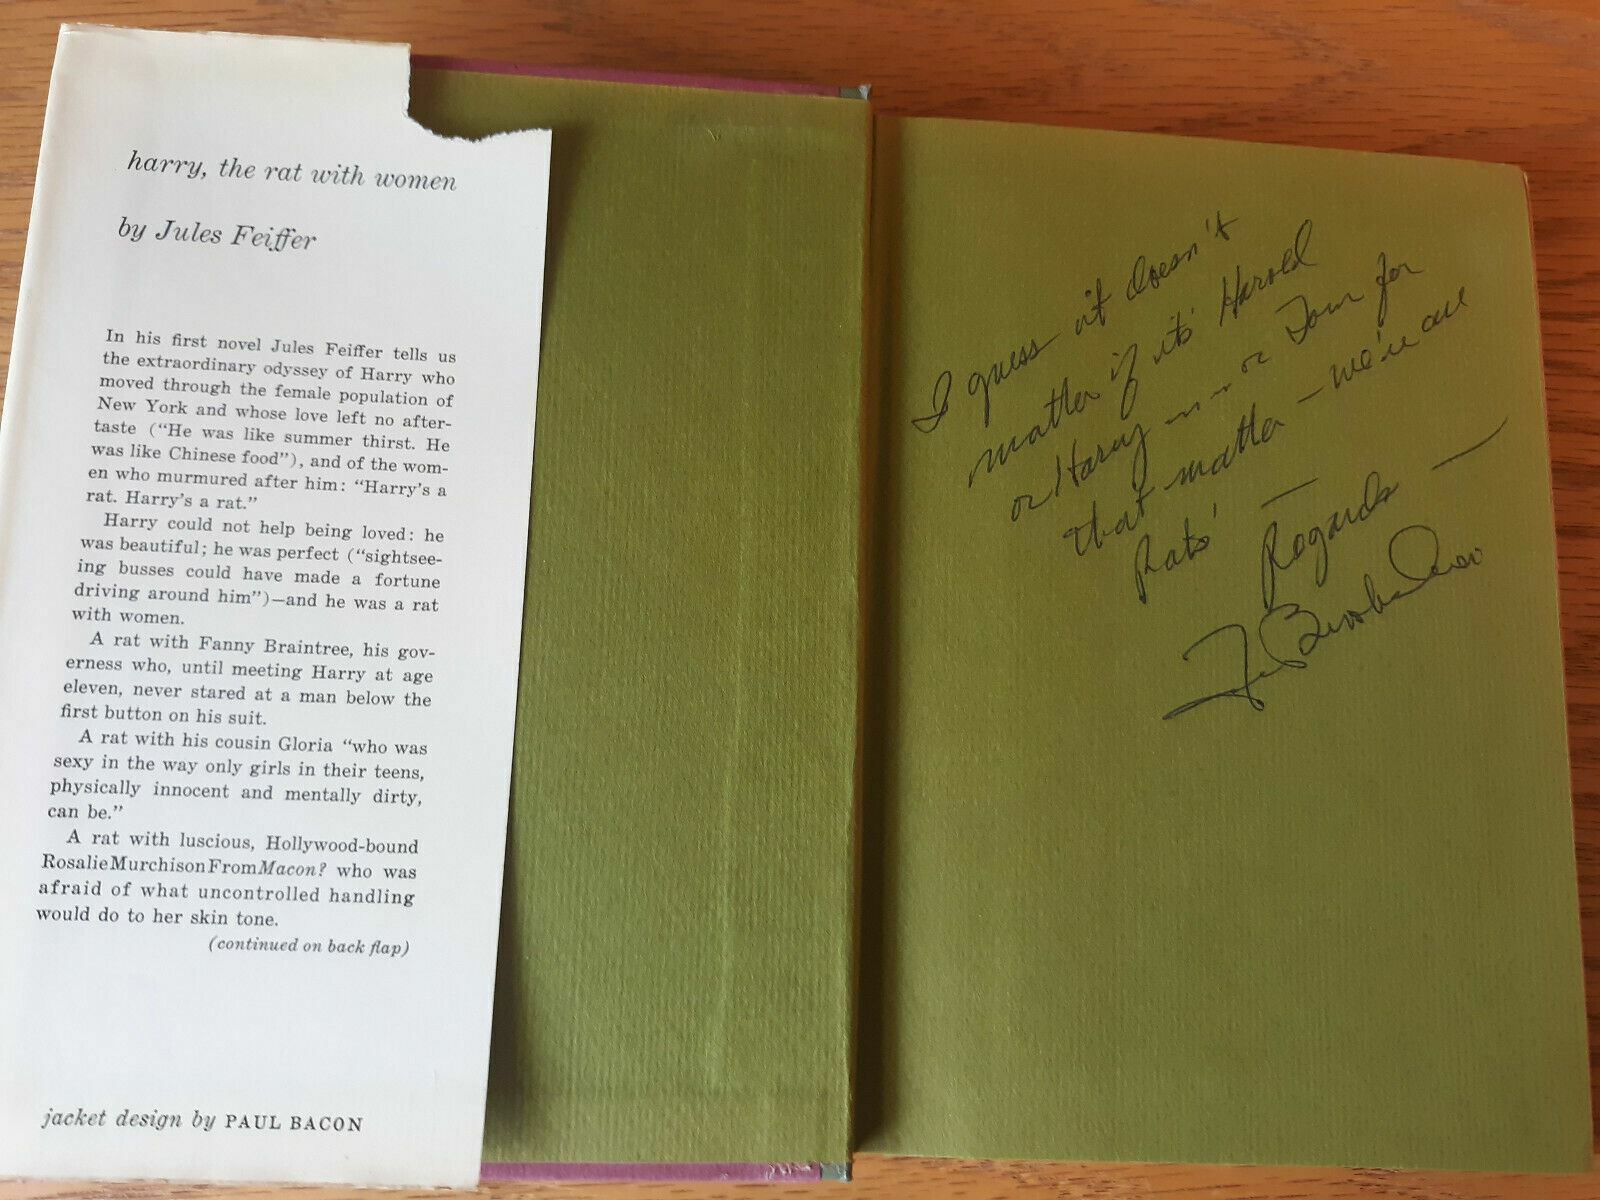 harry, the rat with women
by Jules Feiffer
In his first novel Jules Feiffer tells us
the extraordinary odyssey of Harry who
moved through the female population of
New York and whose love left no after-
taste ("He was like summer thirst. He
was like Chinese food"), and of the wom-
en who murmured after him: "Harry's a
rat. Harry's a rat."
Harry could not help being loved: he
was beautiful; he was perfect ("sightsee-
ing busses could have made a fortune
driving around him")—and he was a rat
with women.
A rat with Fanny Braintree, his gov-
erness who, until meeting Harry at age
eleven, never stared at a man below the
first button on his suit.
A rat with his cousin Gloria "who was
sexy in the way only girls in their teens,
physically innocent and mentally dirty,
can be."
A rat with luscious, Hollywood-bound
RosalieMurchisonFromMacon? who was
afraid of what uncontrolled handling
would do to her skin tone.
(continued on back flap)
jacket design by PAUL BACON
I guess it doesn't
matter if its' Harold
or Harry — or Tom for
that matter — we're all
Rats' —
Regards —